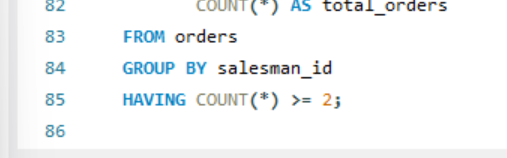 82 COUNT(*) AS total_orders
83 FROM orders
84 GROUP BY salesman_id
85 HAVING COUNT(*) >= 2;
86